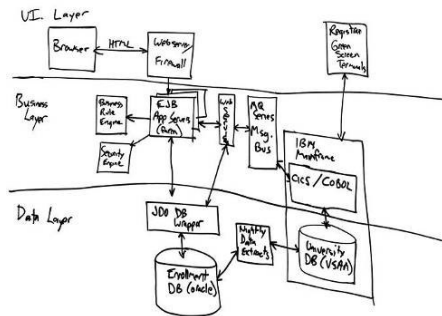 UI Layer
Browser
HTML
Webserver/
Firewall
Registrar
Green
Screen
Terminals
Business
Layer
Business
Rule
Engine
Security
Engine
EJB
App Server
(Farm)
Web
Services
MQ
Series
Msg.
Bus
IBM
Mainframe
CICS/COBOL
Data Layer
JDO DB
Wrapper
Nightly
Data
Extracts
Enrollment
DB (oracle)
University
DB (VSAM)